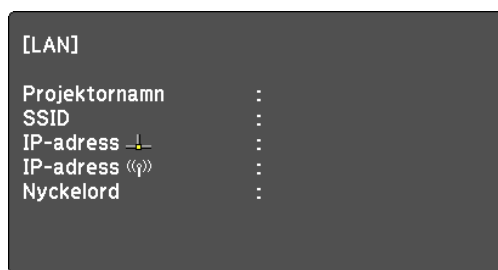 [LAN]
Projektornamn :
SSID :
IP-adress :
IP-adress :
Nyckelord :